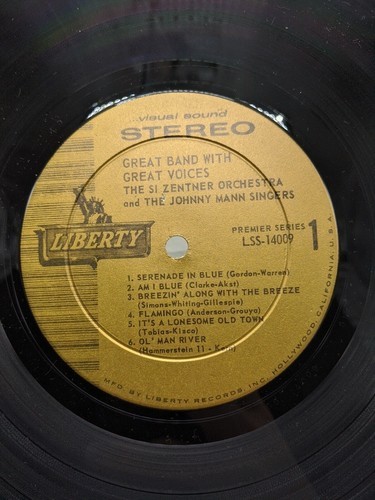 ...visual sound
STEREO
GREAT BAND WITH
GREAT VOICES
THE SI ZENTNER ORCHESTRA
and THE JOHNNY MANN SINGERS
LIBERTY
PREMIER SERIES
LSS-14009
1
1. SERENADE IN BLUE (Gordon-Warren)
2. AM I BLUE (Clarke-Akst)
3. BREEZIN' ALONG WITH THE BREEZE
(Simons-Whiting-Gillespie)
4. FLAMINGO (Anderson-Grouya)
5. IT'S A LONESOME OLD TOWN
(Tobias-Kisco)
6. OL' MAN RIVER
(Hammerstein 11 - Kern)
MFG. BY LIBERTY RECORDS, INC. HOLLYWOOD, CALIFORNIA, U.S.A.